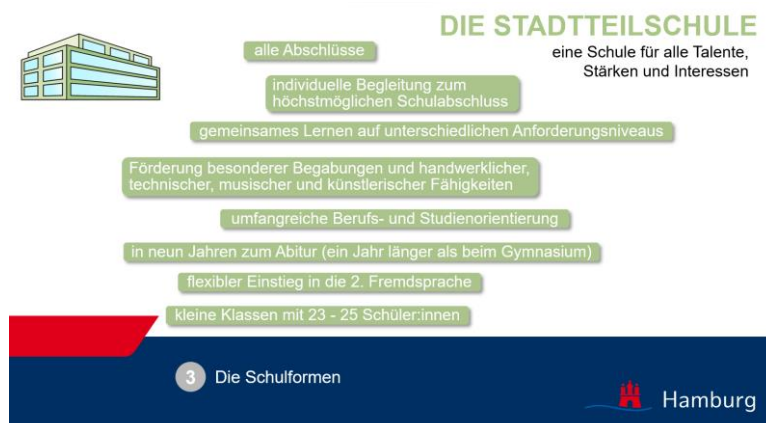 DIE STADTTEILSCHULE
eine Schule für alle Talente,
Stärken und Interessen
alle Abschlüsse
individuelle Begleitung zum
höchstmöglichen Schulabschluss
gemeinsames Lernen auf unterschiedlichen Anforderungsniveaus
Förderung besonderer Begabungen und handwerklicher,
technischer, musischer und künstlerischer Fähigkeiten
umfangreiche Berufs- und Studienorientierung
in neun Jahren zum Abitur (ein Jahr länger als beim Gymnasium)
flexibler Einstieg in die 2. Fremdsprache
kleine Klassen mit 23 - 25 Schüler:innen
3 Die Schulformen
Hamburg